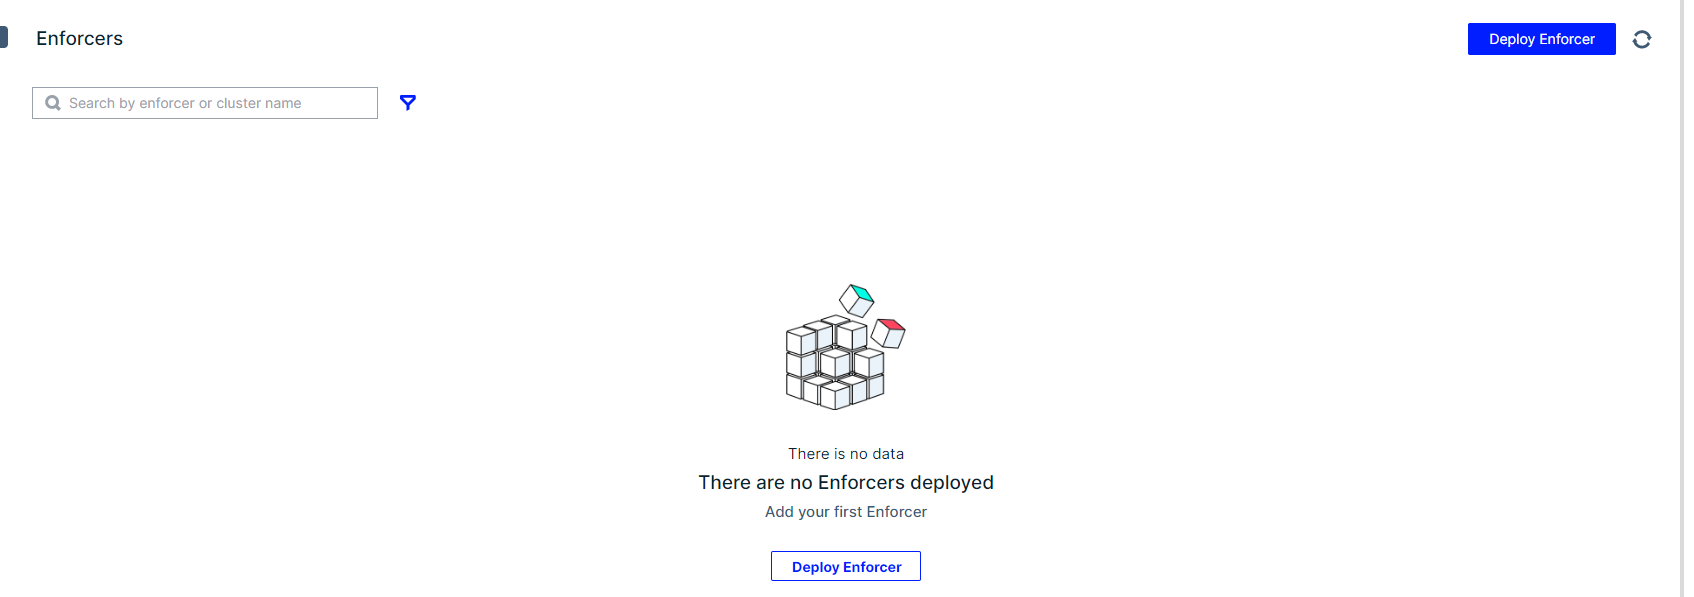 Enforcers
Deploy Enforcer
Search by enforcer or cluster name
There is no data
There are no Enforcers deployed
Add your first Enforcer
Deploy Enforcer